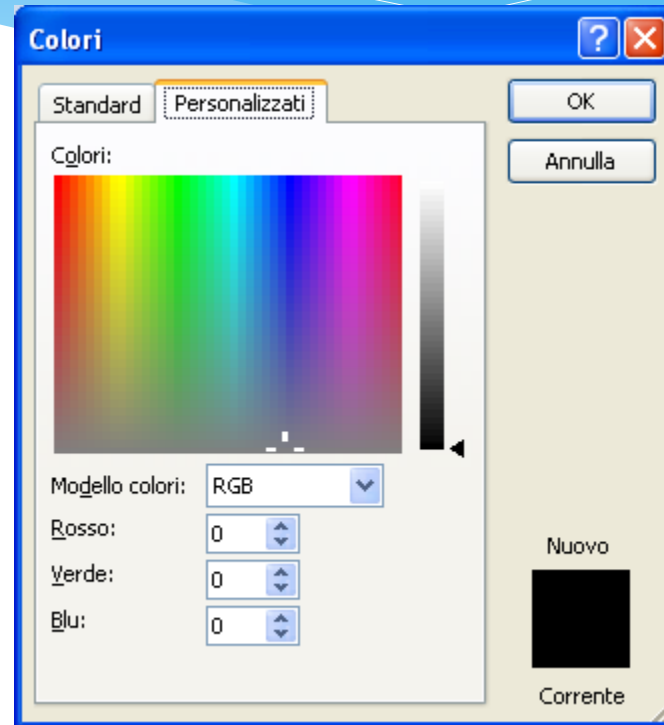 Colori
Standard Personalizzati
OK
Annulla
Colori:
Modello colori: RGB
Rosso: 0
Verde: 0
Blu: 0
Nuovo
Corrente